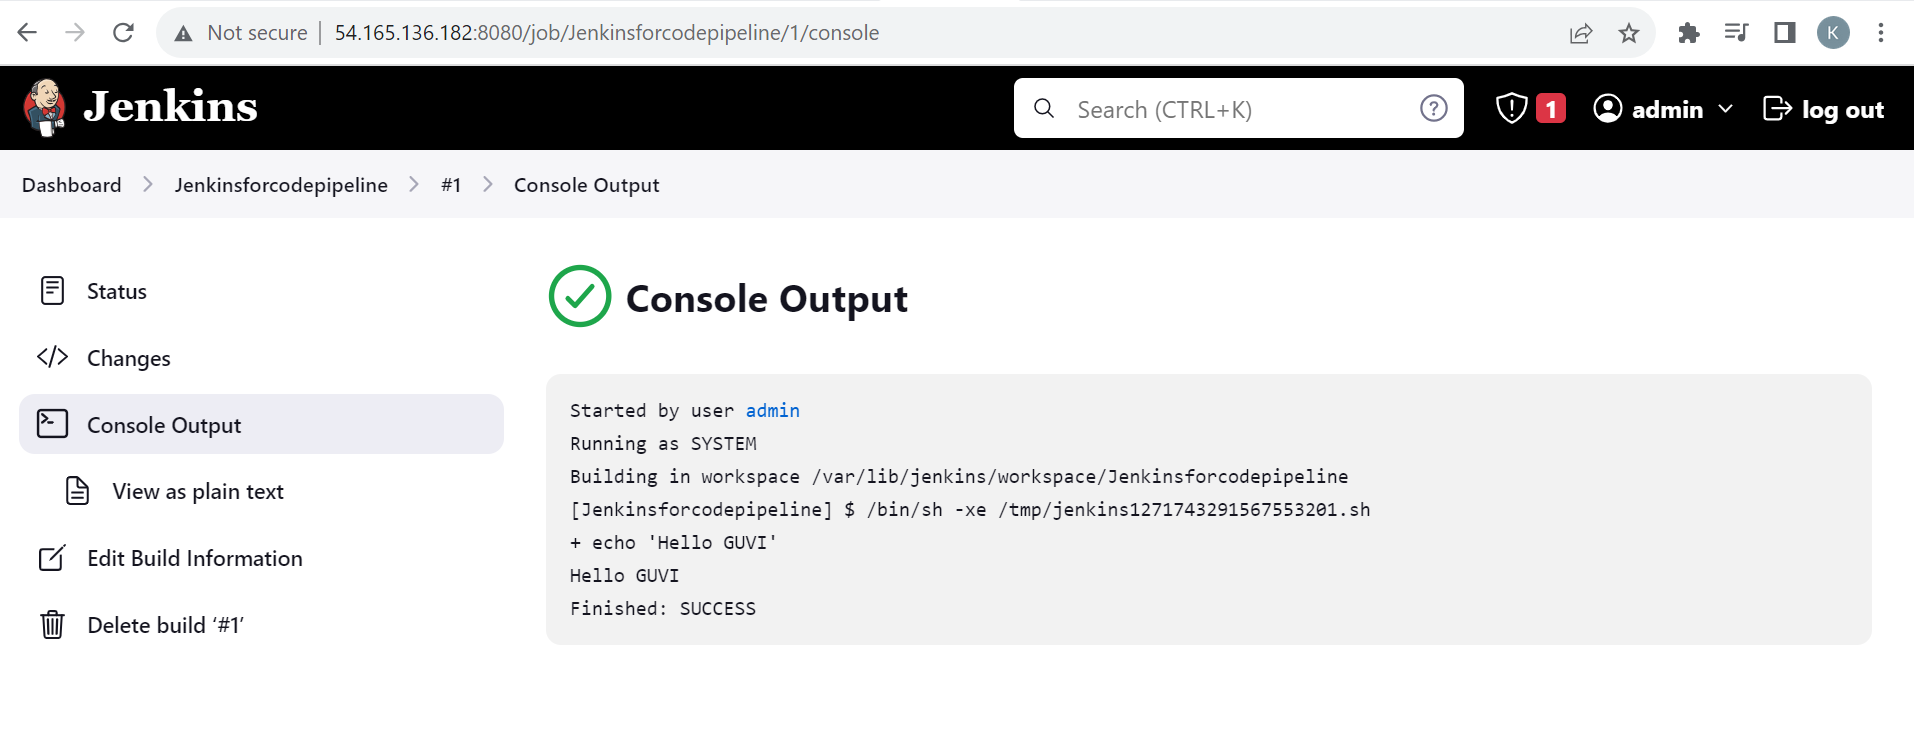 Not secure | 54.165.136.182:8080/job/Jenkinsforcodepipeline/1/console
K
Jenkins
Search (CTRL+K)
?
1
admin
log out
Dashboard > Jenkinsforcodepipeline > #1 > Console Output
Status
Changes
Console Output
View as plain text
Edit Build Information
Delete build ‘#1’
Console Output
Started by user admin
Running as SYSTEM
Building in workspace /var/lib/jenkins/workspace/Jenkinsforcodepipeline
[Jenkinsforcodepipeline] $ /bin/sh -xe /tmp/jenkins1271743291567553201.sh
+ echo 'Hello GUVI'
Hello GUVI
Finished: SUCCESS